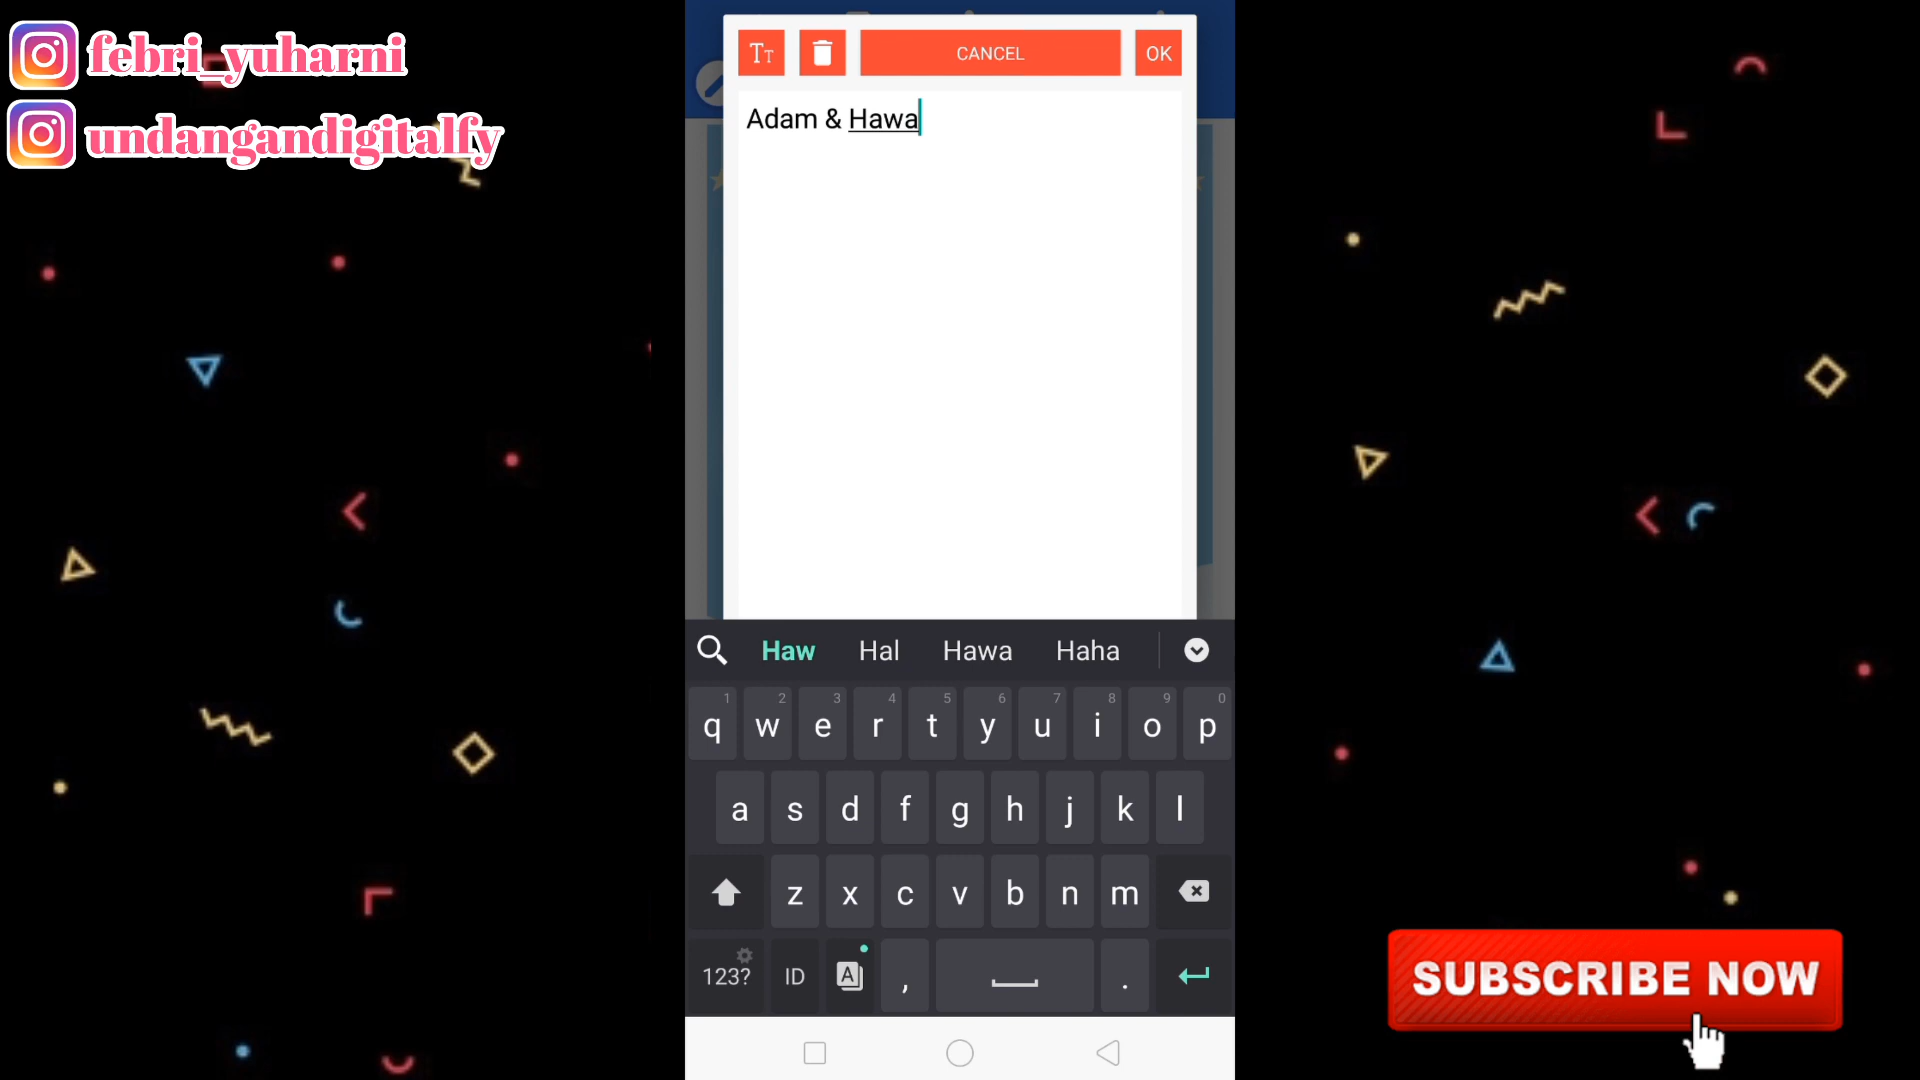 febri_yuharni
undangandigitalfy
TT
CANCEL
OK
Adam & Hawa
Haw Hal Hawa Haha
1 2 3 4 5 6 7 8 9 0
q w e r t y u i o p
a s d f g h j k l
z x c v b n m
123? ID A , .
SUBSCRIBE NOW